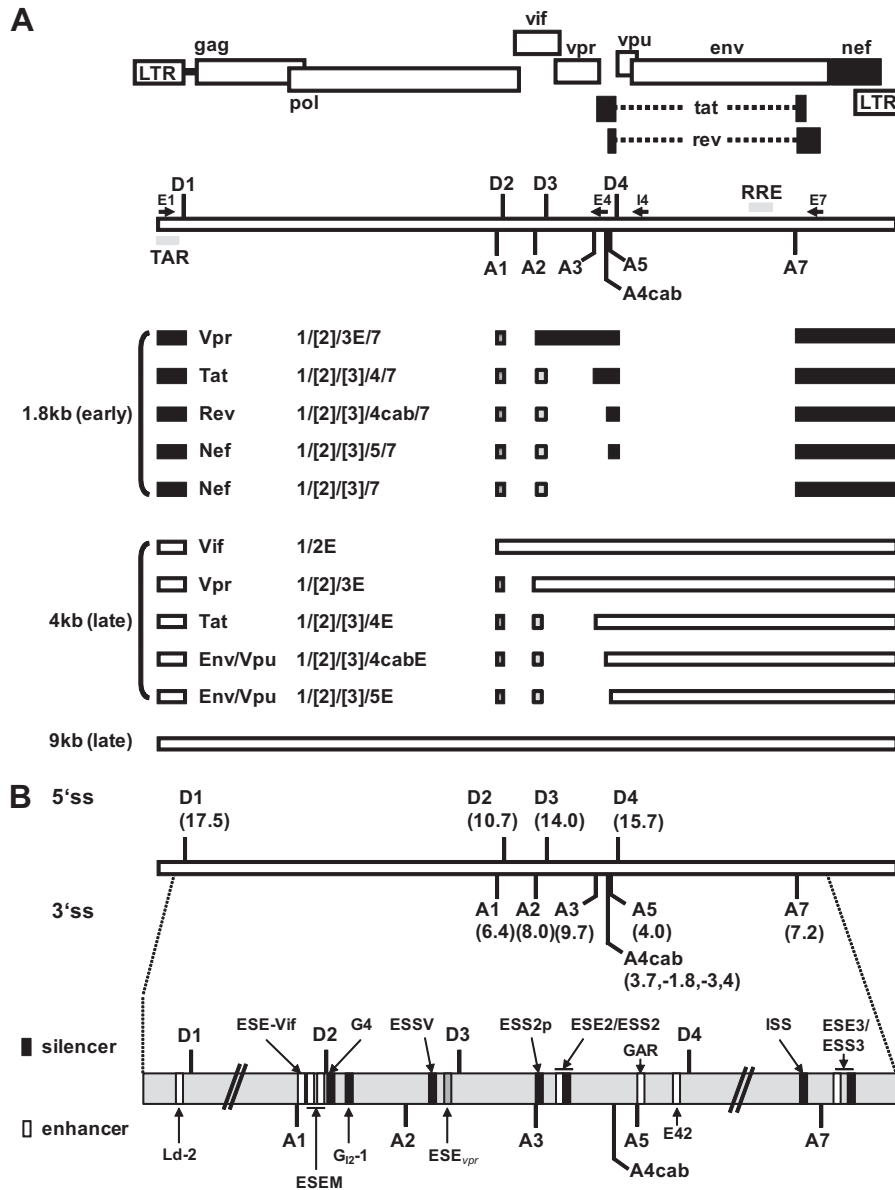 A
vif
gag
vpr
vpu
env
nef
LTR
pol
LTR
tat
rev
D1
D2
D3
D4
E1
E4
I4
RRE
E7
TAR
A1
A2
A3
A5
A7
A4cab
1.8kb (early)
Vpr 1/[2]/3E/7
Tat 1/[2]/[3]/4/7
Rev 1/[2]/[3]/4cab/7
Nef 1/[2]/[3]/5/7
Nef 1/[2]/[3]/7
4kb (late)
Vif 1/2E
Vpr 1/[2]/3E
Tat 1/[2]/[3]/4E
Env/Vpu 1/[2]/[3]/4cabE
Env/Vpu 1/[2]/[3]/5E
9kb (late)
B
5‘ss
D1 (17.5)
D2 (10.7)
D3 (14.0)
D4 (15.7)
3‘ss
A1 (6.4)
A2 (8.0)
A3 (9.7)
A5 (4.0)
A7 (7.2)
A4cab
(3.7,-1.8,-3,4)
silencer
D1
ESE-Vif
D2
G4
ESSV
D3
ESS2p
ESE2/ESS2
GAR
D4
ISS
ESE3/
ESS3
enhancer
Ld-2
A1
ESEM
GI2-1
A2
ESEvpr
A3
A5
E42
A7
A4cab